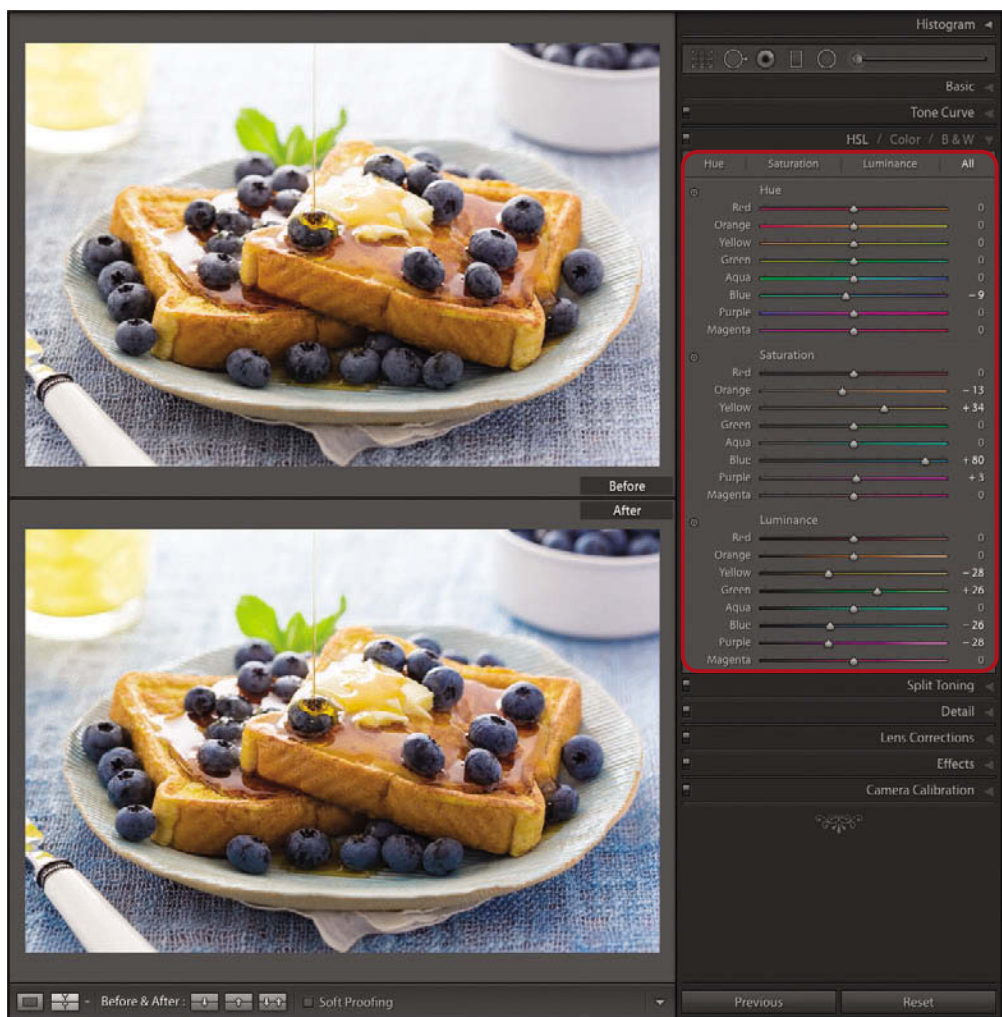 Histogram
Basic
Tone Curve
HSL / Color / B & W
Hue Saturation Luminance All
Hue
Red 0
Orange 0
Yellow 0
Green 0
Aqua 0
Blue – 9
Purple 0
Magenta 0
Saturation
Red 0
Orange – 13
Yellow + 34
Green 0
Aqua 0
Blue + 80
Purple + 3
Magenta 0
Luminance
Red 0
Orange 0
Yellow – 28
Green + 26
Aqua 0
Blue – 26
Purple – 28
Magenta 0
Split Toning
Detail
Lens Corrections
Effects
Camera Calibration
Before
After
Before & After :
Soft Proofing
Previous
Reset